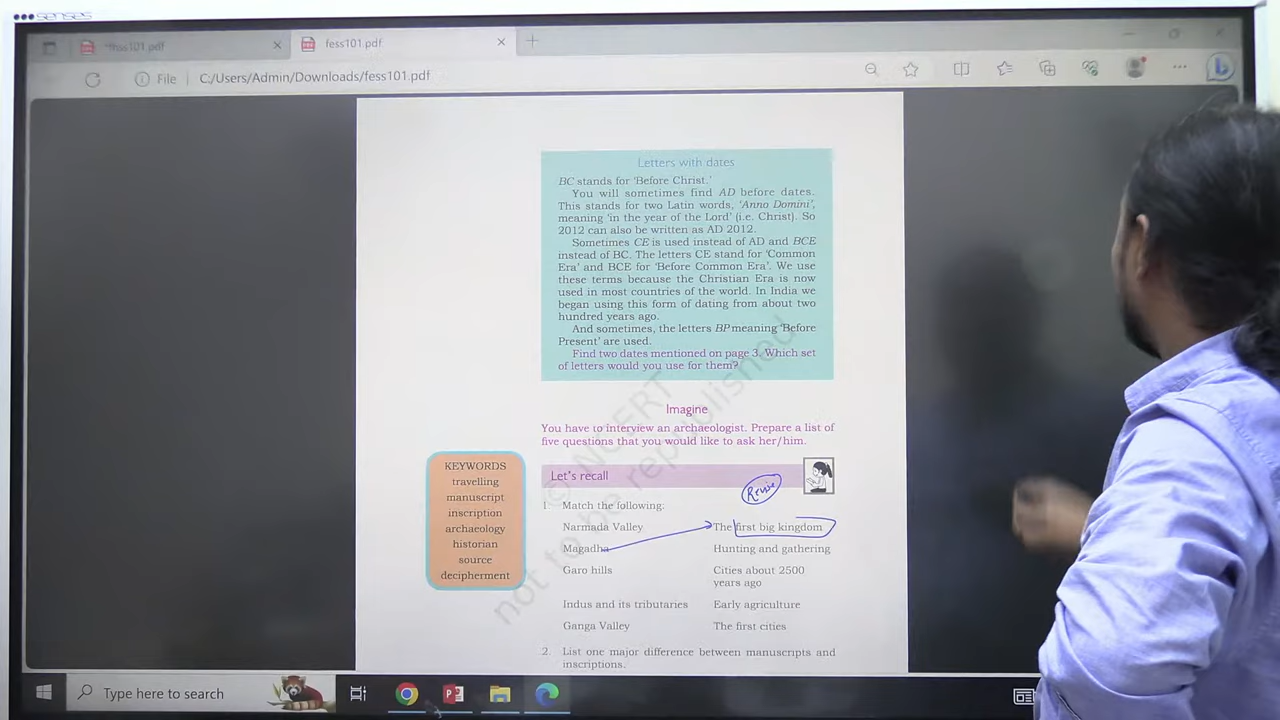 senses
fess101.pdf
fess101.pdf
File C:/Users/Admin/Downloads/fess101.pdf
Letters with dates
BC stands for 'Before Christ.'
You will sometimes find AD before dates.
This stands for two Latin words, 'Anno Domini',
meaning 'in the year of the Lord' (i.e. Christ). So
2012 can also be written as AD 2012.
Sometimes CE is used instead of AD and BCE
instead of BC. The letters CE stand for 'Common
Era' and BCE for 'Before Common Era'. We use
these terms because the Christian Era is now
used in most countries of the world. In India we
began using this form of dating from about two
hundred years ago.
And sometimes, the letters BP meaning 'Before
Present' are used.
Find two dates mentioned on page 3. Which set
of letters would you use for them?
Imagine
You have to interview an archaeologist. Prepare a list of
five questions that you would like to ask her/him.
KEYWORDS
travelling
manuscript
inscription
archaeology
historian
source
decipherment
Let's recall
Revise
1. Match the following:
Narmada Valley The first big kingdom
Magadha Hunting and gathering
Garo hills Cities about 2500
years ago
Indus and its tributaries Early agriculture
Ganga Valley The first cities
2. List one major difference between manuscripts and
inscriptions.
© NCERT
not to be republished
Type here to search